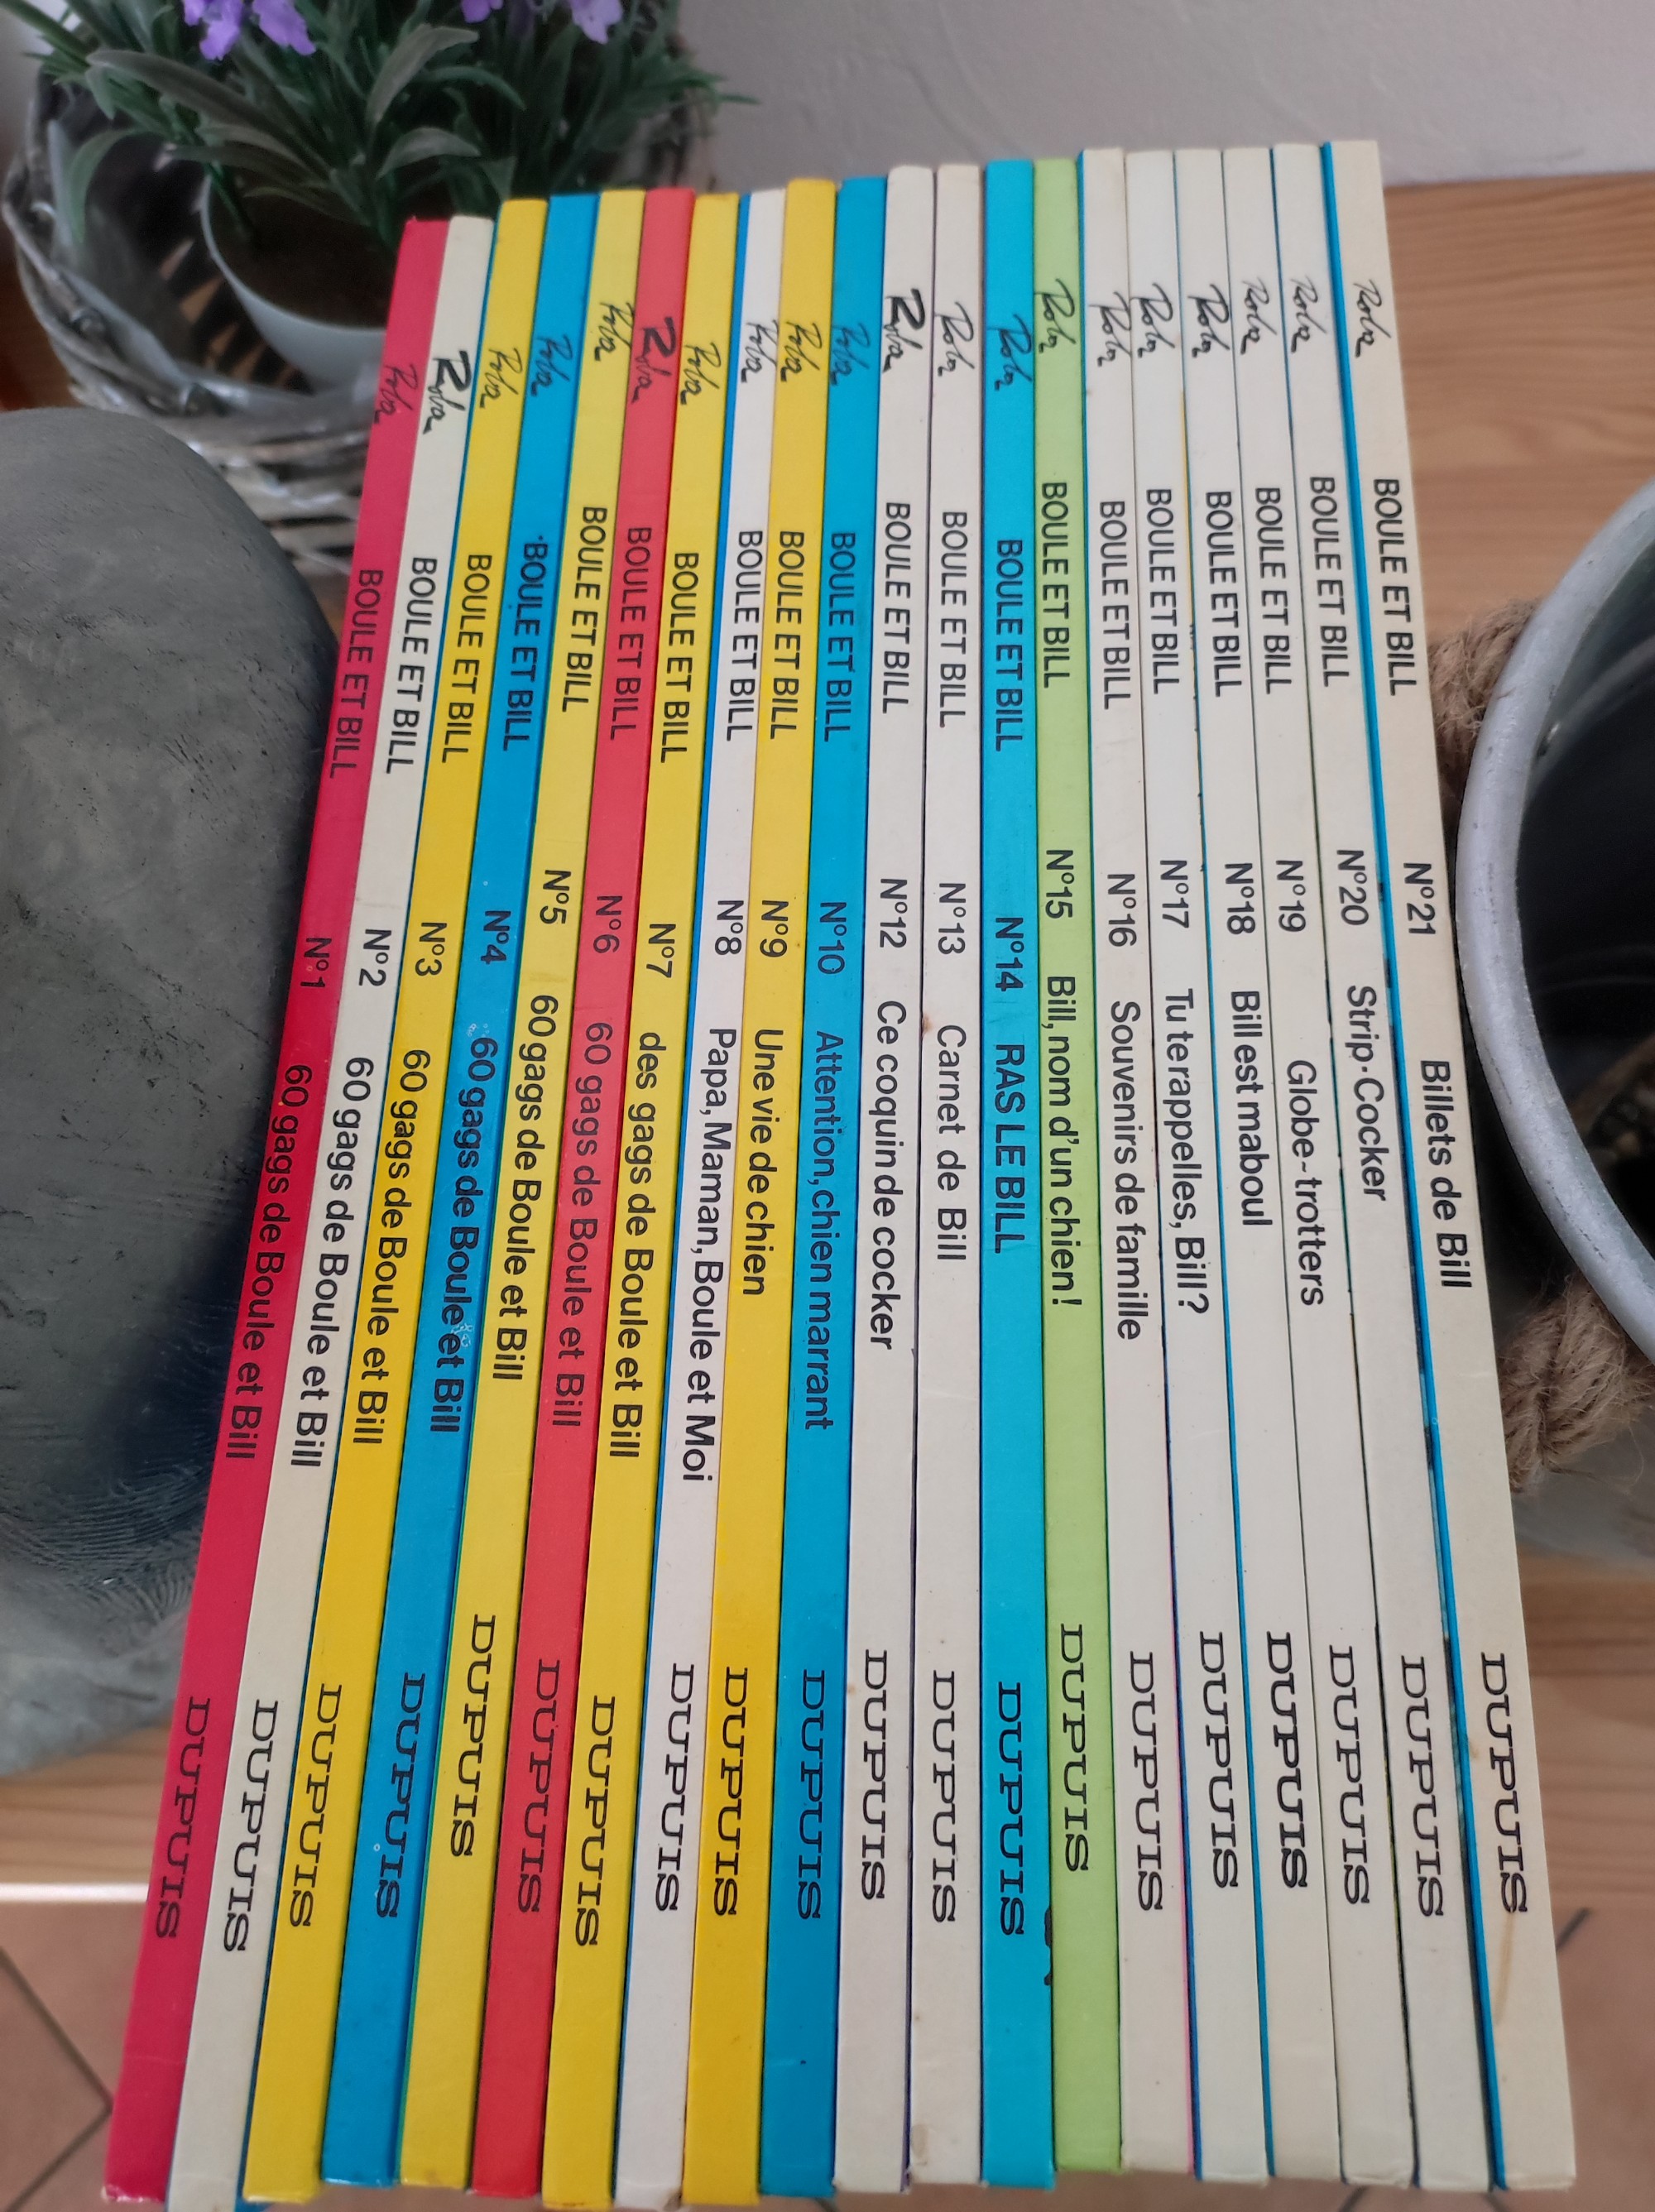 Roba BOULE ET BILL N°1 60 gags de Boule et Bill DUPUIS
Roba BOULE ET BILL N°2 60 gags de Boule et Bill DUPUIS
Roba BOULE ET BILL N°3 60 gags de Boule et Bill DUPUIS
Roba BOULE ET BILL N°4 60 gags de Boule et Bill DUPUIS
Roba BOULE ET BILL N°5 60 gags de Boule et Bill DUPUIS
Roba BOULE ET BILL N°6 60 gags de Boule et Bill DUPUIS
Roba BOULE ET BILL N°7 des gags de Boule et Bill DUPUIS
Roba BOULE ET BILL N°8 Papa, Maman, Boule et Moi DUPUIS
Roba BOULE ET BILL N°9 Une vie de chien DUPUIS
Roba BOULE ET BILL N°10 Attention, chien marrant DUPUIS
Roba BOULE ET BILL N°12 Ce coquin de cocker DUPUIS
Roba BOULE ET BILL N°13 Carnet de Bill DUPUIS
Roba BOULE ET BILL N°14 RAS LE BILL DUPUIS
Roba BOULE ET BILL N°15 Bill, nom d'un chien! DUPUIS
Roba BOULE ET BILL N°16 Souvenirs de famille DUPUIS
Roba BOULE ET BILL N°17 Tu te rappelles, Bill? DUPUIS
Roba BOULE ET BILL N°18 Bill est maboul DUPUIS
Roba BOULE ET BILL N°19 Globe-trotters DUPUIS
Roba BOULE ET BILL N°20 Strip-Cocker DUPUIS
Roba BOULE ET BILL N°21 Billets de Bill DUPUIS